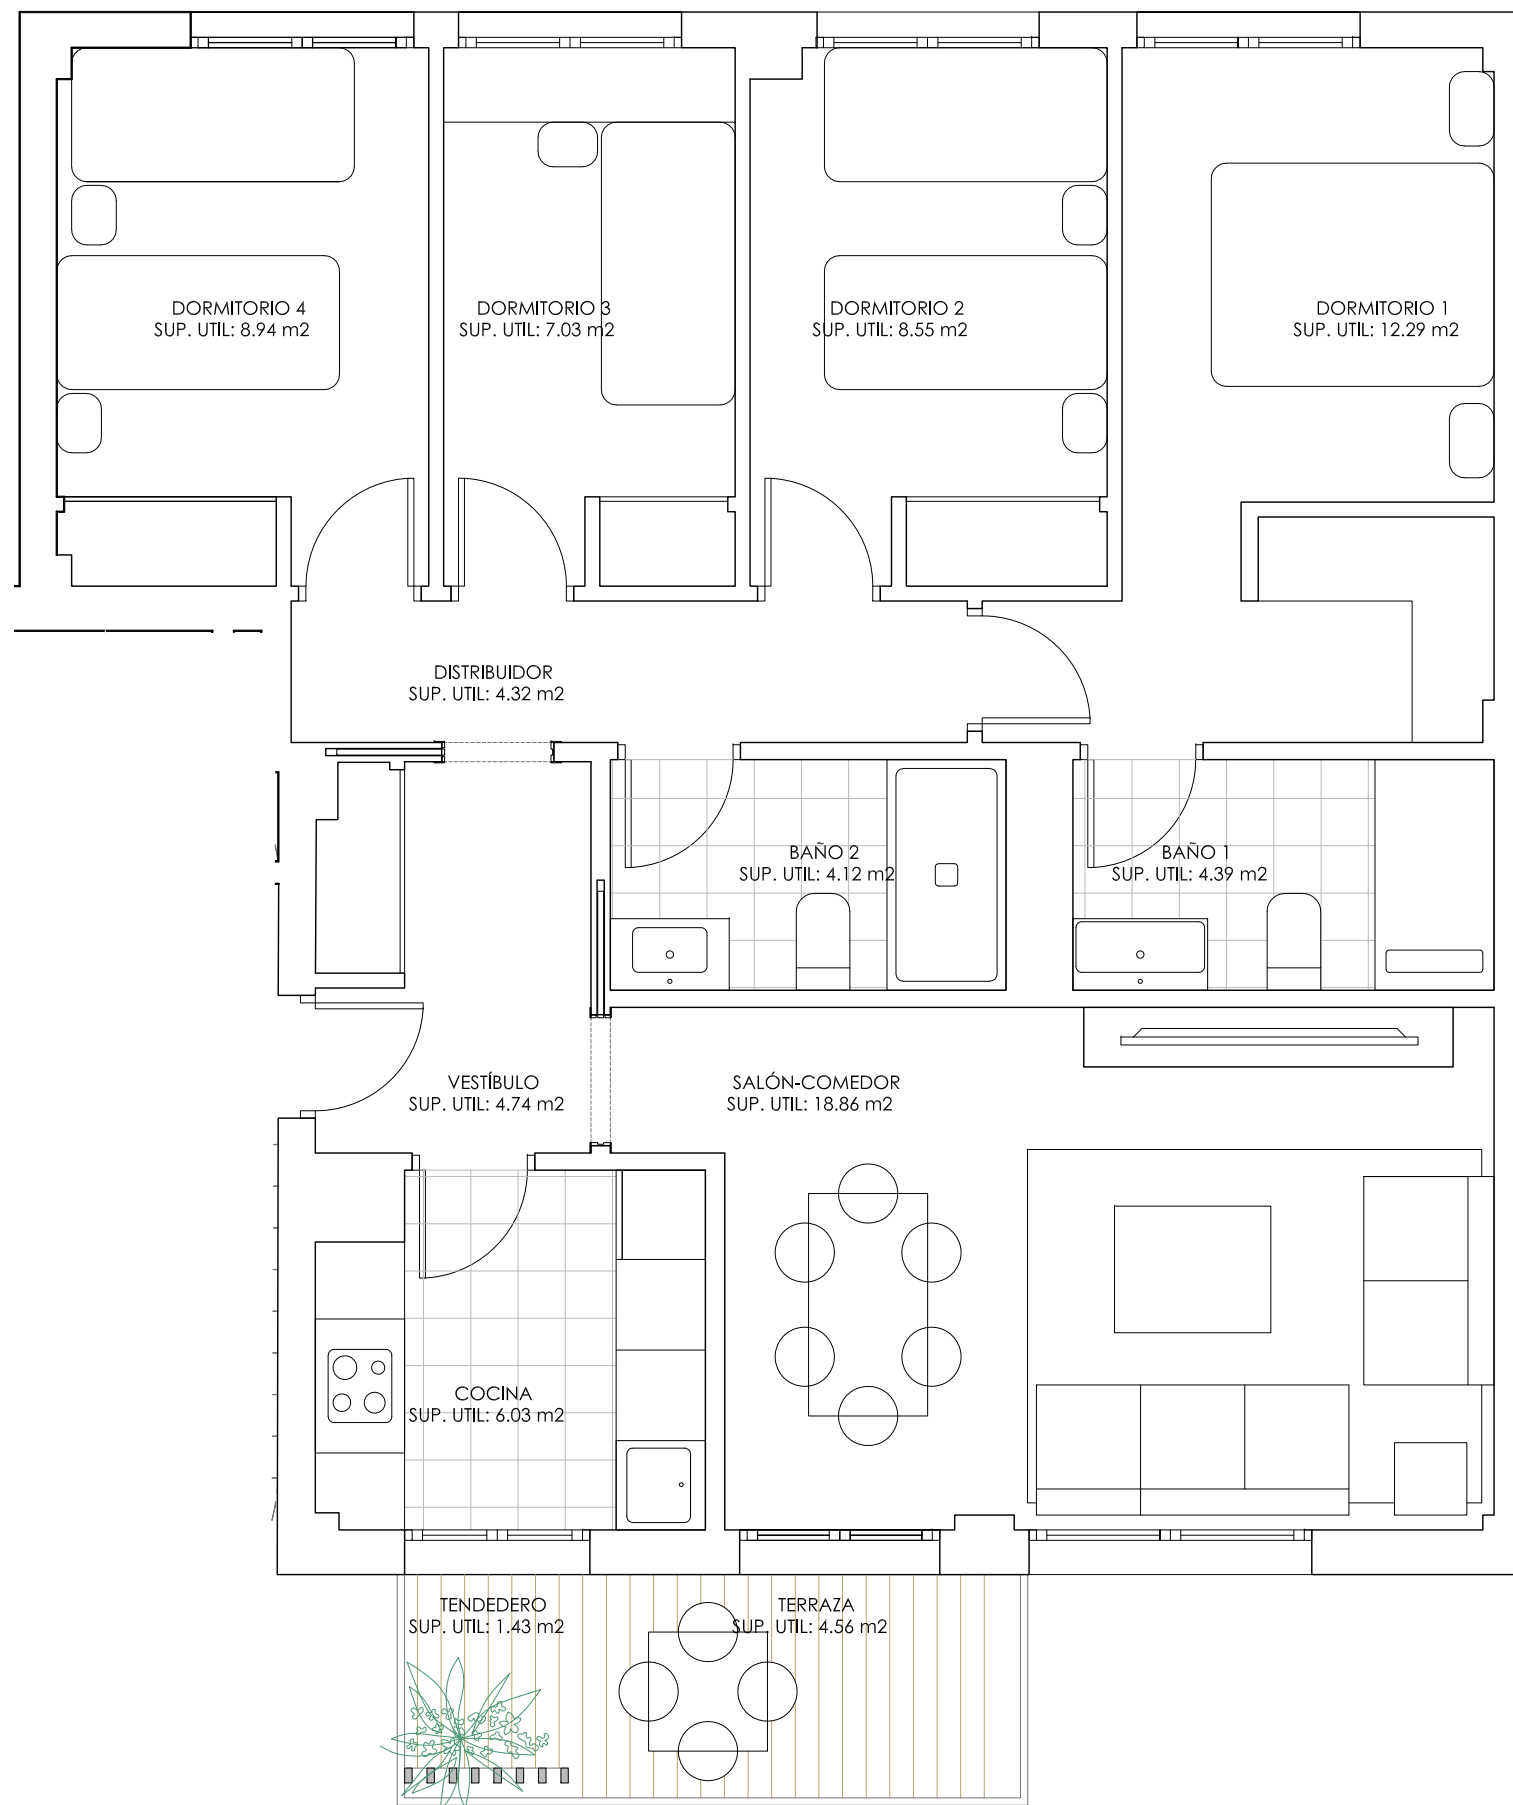 DORMITORIO 4
SUP. UTIL: 8.94 m2
DORMITORIO 3
SUP. UTIL: 7.03 m2
DORMITORIO 2
SUP. UTIL: 8.55 m2
DORMITORIO 1
SUP. UTIL: 12.29 m2
DISTRIBUIDOR
SUP. UTIL: 4.32 m2
BAÑO 2
SUP. UTIL: 4.12 m2
BAÑO 1
SUP. UTIL: 4.39 m2
VESTÍBULO
SUP. UTIL: 4.74 m2
SALÓN-COMEDOR
SUP. UTIL: 18.86 m2
COCINA
SUP. UTIL: 6.03 m2
TENDEDERO
SUP. UTIL: 1.43 m2
TERRAZA
SUP. UTIL: 4.56 m2